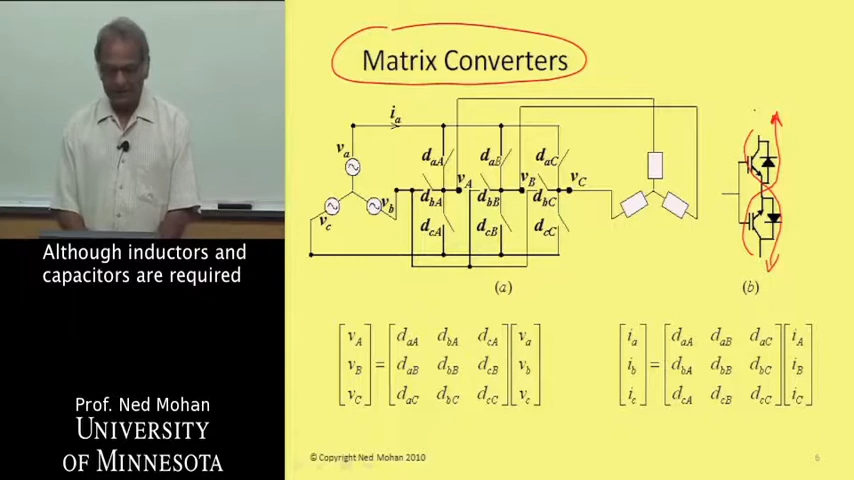 Matrix Converters
i_a
v_a
d_aA d_aB d_aC
v_A v_B v_C
v_c v_b d_bA d_bB d_bC
d_cA d_cB d_cC
(a) (b)
Although inductors and
capacitors are required
[v_A] = [d_aA d_bA d_cA] [v_a]
[v_B] = [d_aB d_bB d_cB] [v_b]
[v_C] = [d_aC d_bC d_cC] [v_c]
[i_a] = [d_aA d_aB d_aC] [i_A]
[i_b] = [d_bA d_bB d_bC] [i_B]
[i_c] = [d_cA d_cB d_cC] [i_C]
Prof. Ned Mohan
UNIVERSITY
OF MINNESOTA
© Copyright Ned Mohan 2010
6